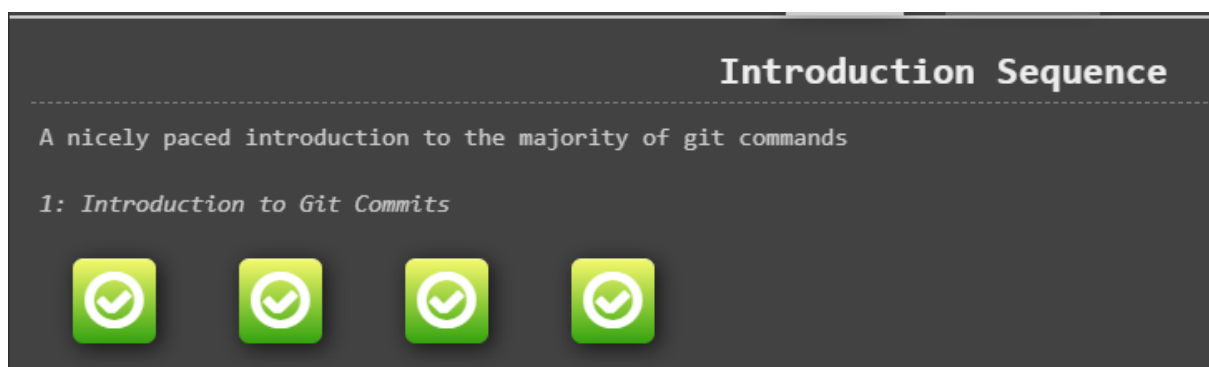 Introduction Sequence
A nicely paced introduction to the majority of git commands
1: Introduction to Git Commits